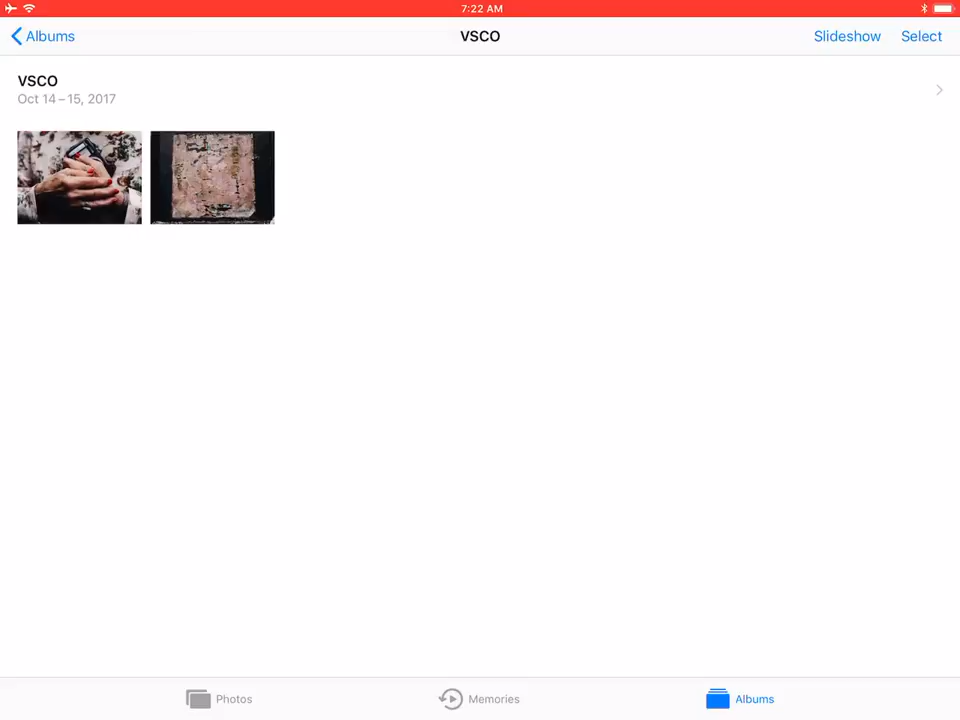 7:22 AM
Albums
VSCO
Slideshow
Select
VSCO
Oct 14 – 15, 2017
Photos
Memories
Albums